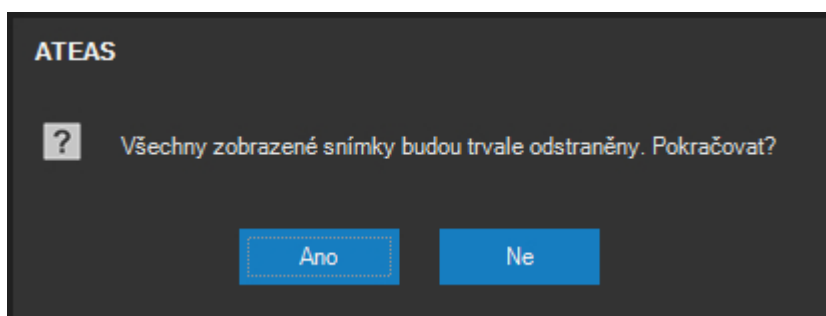 ATEAS
?
Všechny zobrazené snímky budou trvale odstraněny. Pokračovat?
Ano
Ne